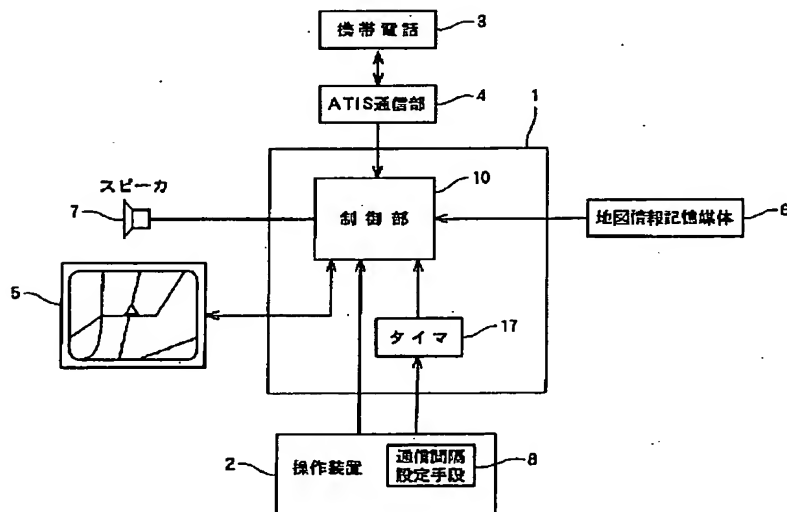 携帯電話
3
ATIS通信部
4
1
スピーカ
10
7
制御部
地図情報記憶媒体
6
5
タイマ
17
2
操作装置
通信間隔
設定手段
8